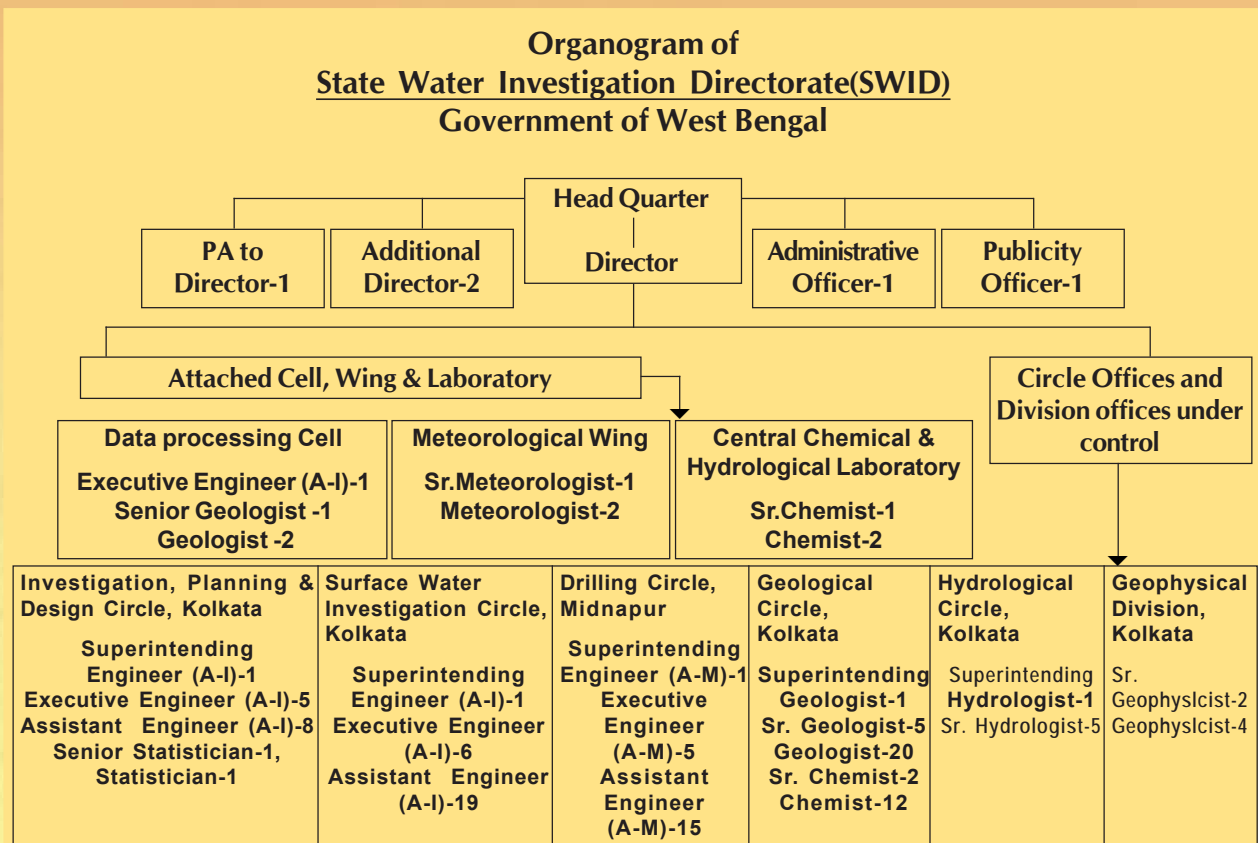 Organogram of
State Water Investigation Directorate(SWID)
Government of West Bengal
Head Quarter
Director
PA to
Director-1
Additional
Director-2
Administrative
Officer-1
Publicity
Officer-1
Attached Cell, Wing & Laboratory
Circle Offices and
Division offices under
control
Data processing Cell
Executive Engineer (A-I)-1
Senior Geologist -1
Geologist -2
Meteorological Wing
Sr.Meteorologist-1
Meteorologist-2
Central Chemical &
Hydrological Laboratory
Sr.Chemist-1
Chemist-2
Investigation, Planning &
Design Circle, Kolkata
Superintending
Engineer (A-I)-1
Executive Engineer (A-I)-5
Assistant Engineer (A-I)-8
Senior Statistician-1,
Statistician-1
Surface Water
Investigation Circle,
Kolkata
Superintending
Engineer (A-I)-1
Executive Engineer
(A-I)-6
Assistant Engineer
(A-I)-19
Drilling Circle,
Midnapur
Superintending
Engineer (A-M)-1
Executive
Engineer
(A-M)-5
Assistant
Engineer
(A-M)-15
Geological
Circle,
Kolkata
Superintending
Geologist-1
Sr. Geologist-5
Geologist-20
Sr. Chemist-2
Chemist-12
Hydrological
Circle,
Kolkata
Superintending
Hydrologist-1
Sr. Hydrologist-5
Geophysical
Division,
Kolkata
Sr.
GeophysIcist-2
GeophysIcist-4